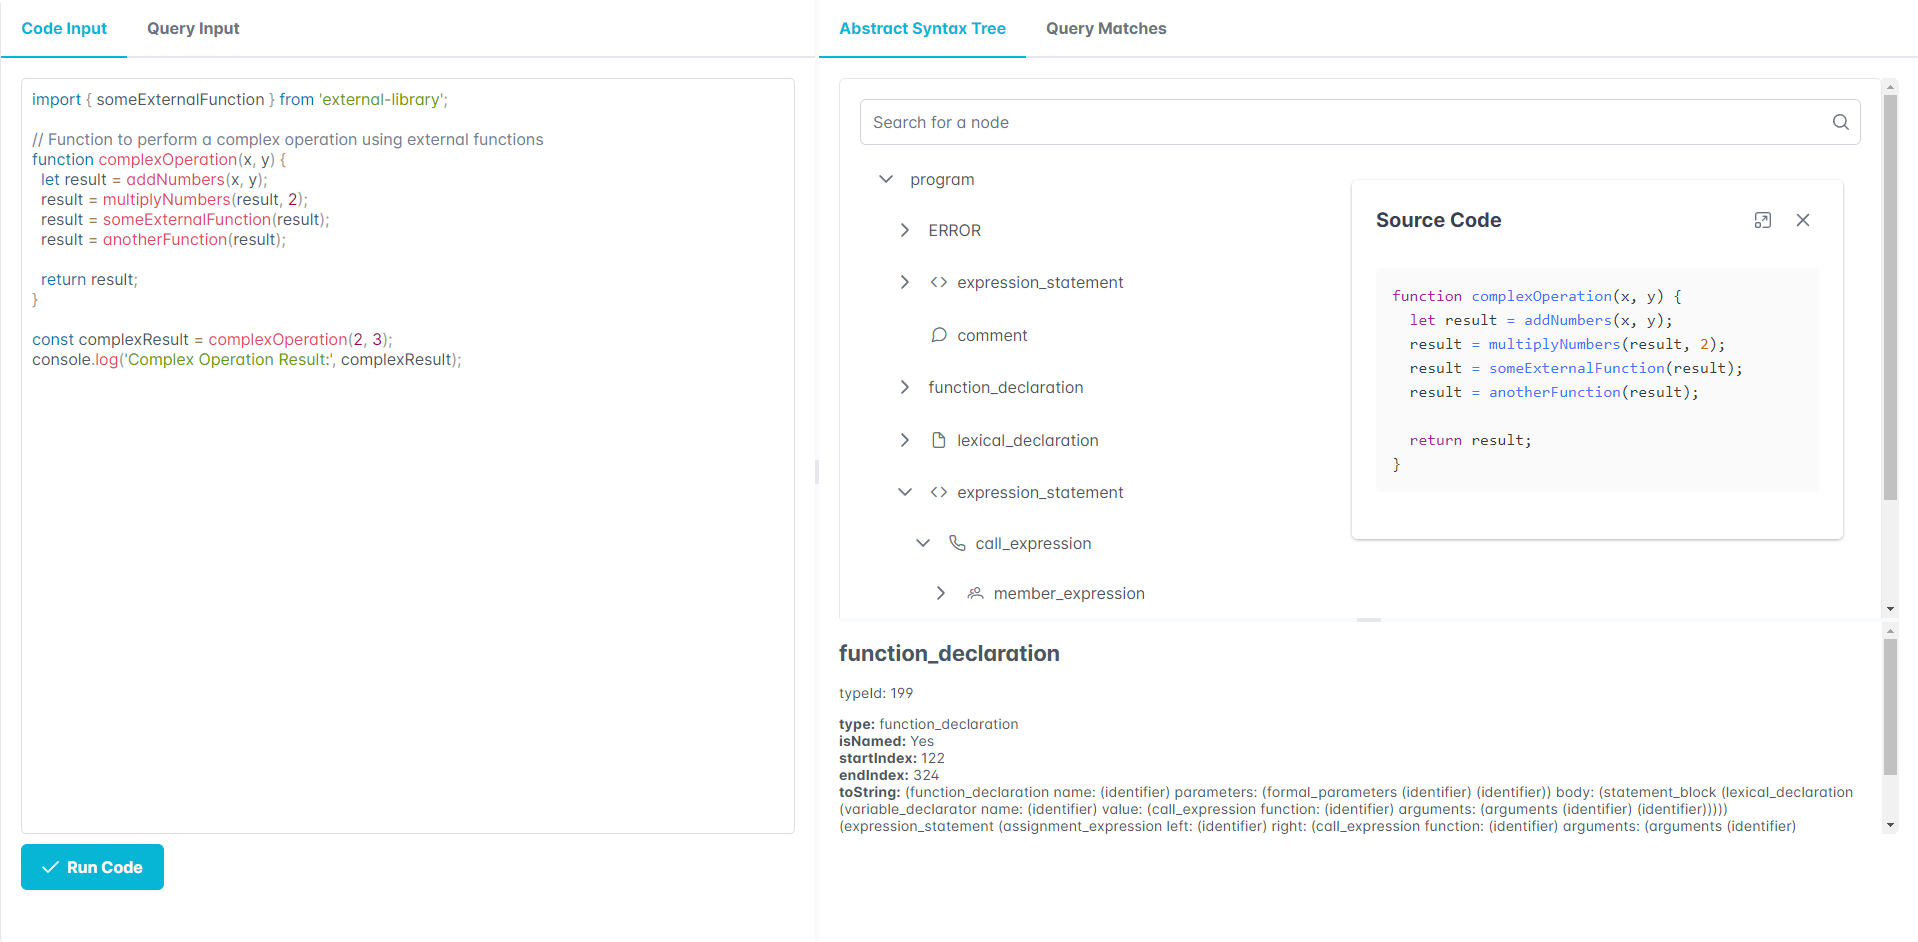 Code Input
Query Input
import { someExternalFunction } from 'external-library';
// Function to perform a complex operation using external functions
function complexOperation(x, y) {
let result = addNumbers(x, y);
result = multiplyNumbers(result, 2);
result = someExternalFunction(result);
result = anotherFunction(result);
return result;
}
const complexResult = complexOperation(2, 3);
console.log('Complex Operation Result:', complexResult);
Run Code
Abstract Syntax Tree
Query Matches
Search for a node
program
ERROR
expression_statement
comment
function_declaration
lexical_declaration
expression_statement
call_expression
member_expression
Source Code
function complexOperation(x, y) {
let result = addNumbers(x, y);
result = multiplyNumbers(result, 2);
result = someExternalFunction(result);
result = anotherFunction(result);
return result;
}
function_declaration
typeId: 199
type: function_declaration
isNamed: Yes
startIndex: 122
endIndex: 324
toString: (function_declaration name: (identifier) parameters: (formal_parameters (identifier) (identifier)) body: (statement_block (lexical_declaration
(variable_declarator name: (identifier) value: (call_expression function: (identifier) arguments: (arguments (identifier) (identifier)))))
(expression_statement (assignment_expression left: (identifier) right: (call_expression function: (identifier) arguments: (arguments (identifier)